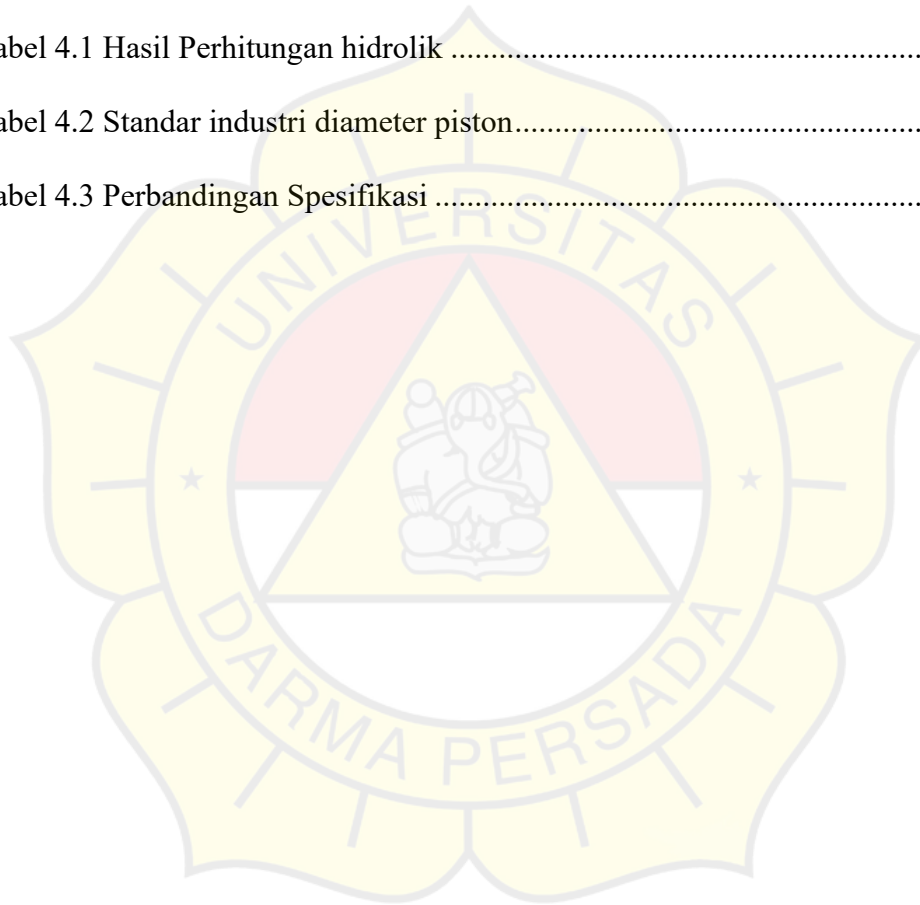 abel 4.1 Hasil Perhitungan hidrolik ........................................................
abel 4.2 Standar industri diameter piston................................................
abel 4.3 Perbandingan Spesifikasi ..........................................................
UNIVERSITAS
DARMA PERSADA